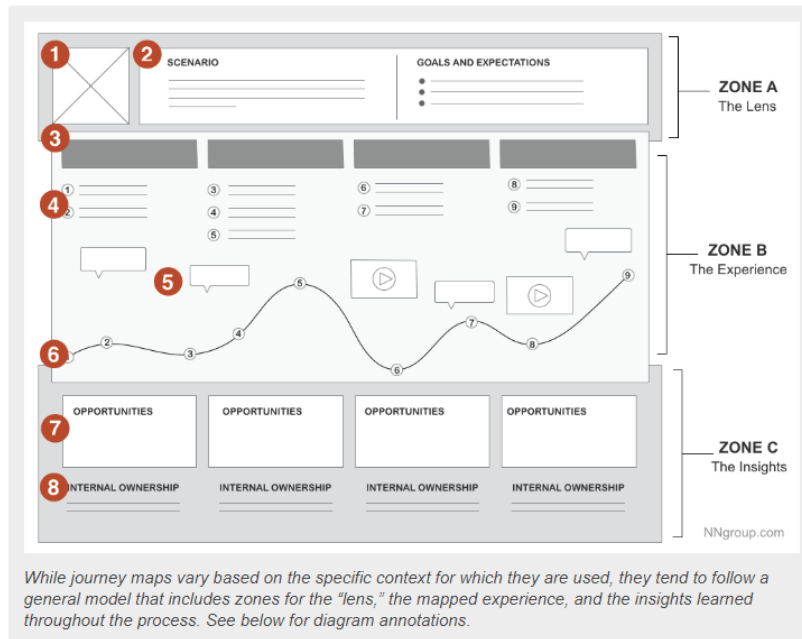 1
2
SCENARIO
GOALS AND EXPECTATIONS
ZONE A
The Lens
3
4
1
2
3
4
5
6
7
8
9
5
ZONE B
The Experience
6
1
2
3
4
5
6
7
8
9
7
OPPORTUNITIES
OPPORTUNITIES
OPPORTUNITIES
OPPORTUNITIES
ZONE C
The Insights
8
INTERNAL OWNERSHIP
INTERNAL OWNERSHIP
INTERNAL OWNERSHIP
INTERNAL OWNERSHIP
NNgroup.com
While journey maps vary based on the specific context for which they are used, they tend to follow a
general model that includes zones for the “lens,” the mapped experience, and the insights learned
throughout the process. See below for diagram annotations.